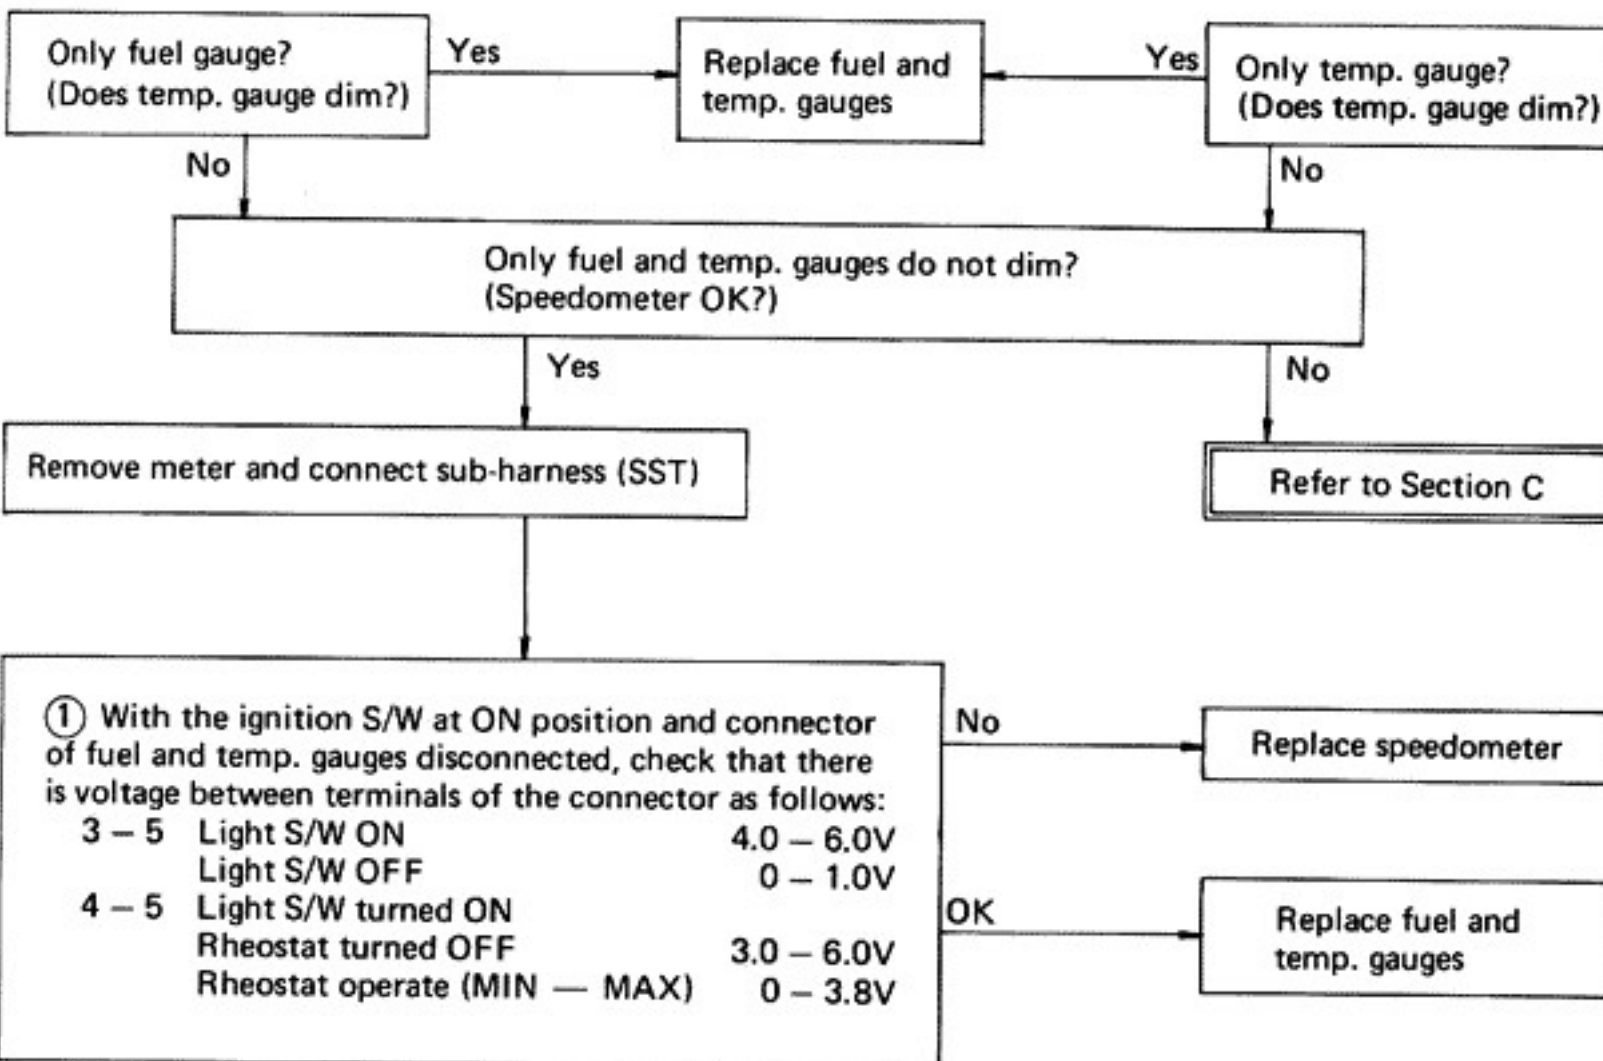 Only fuel gauge?
(Does temp. gauge dim?)
Yes
Replace fuel and
temp. gauges
Yes
Only temp. gauge?
(Does temp. gauge dim?)
No
No
Only fuel and temp. gauges do not dim?
(Speedometer OK?)
Yes
No
Remove meter and connect sub-harness (SST)
Refer to Section C
① With the ignition S/W at ON position and connector
of fuel and temp. gauges disconnected, check that there
is voltage between terminals of the connector as follows:
3 – 5 Light S/W ON 4.0 – 6.0V
Light S/W OFF 0 – 1.0V
4 – 5 Light S/W turned ON
Rheostat turned OFF 3.0 – 6.0V
Rheostat operate (MIN — MAX) 0 – 3.8V
No
Replace speedometer
OK
Replace fuel and
temp. gauges